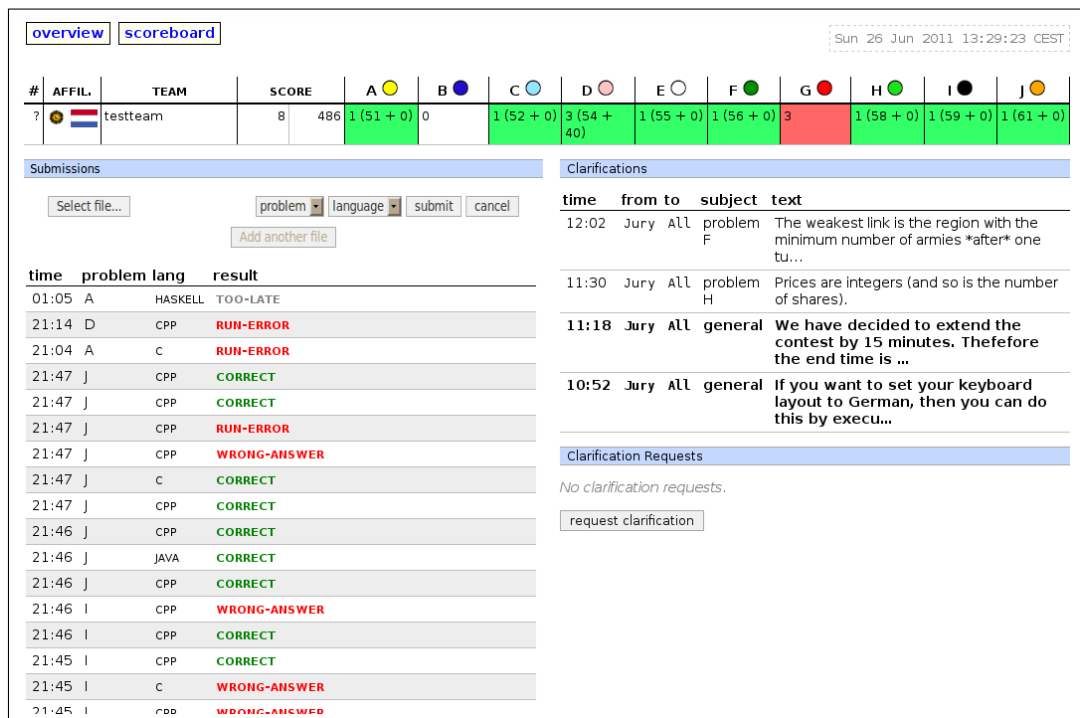 overview scoreboard
Sun 26 Jun 2011 13:29:23 CEST
# AFFIL. TEAM SCORE A B C D E F G H I J
? testteam 8 486 1 (51 + 0) 0 1 (52 + 0) 3 (54 + 40) 1 (55 + 0) 1 (56 + 0) 3 1 (58 + 0) 1 (59 + 0) 1 (61 + 0)
Submissions
Select file... problem language submit cancel
Add another file
time problem lang result
01:05 A HASKELL TOO-LATE
21:14 D CPP RUN-ERROR
21:04 A C RUN-ERROR
21:47 J CPP CORRECT
21:47 J CPP CORRECT
21:47 J CPP RUN-ERROR
21:47 J CPP WRONG-ANSWER
21:47 J C CORRECT
21:47 J CPP CORRECT
21:46 J CPP CORRECT
21:46 J JAVA CORRECT
21:46 J CPP CORRECT
21:46 I CPP WRONG-ANSWER
21:46 I CPP CORRECT
21:45 I CPP CORRECT
21:45 I C WRONG-ANSWER
21:45 I CPP WRONG-ANSWER
Clarifications
time from to subject text
12:02 Jury All problem F The weakest link is the region with the
minimum number of armies *after* one
tu...
11:30 Jury All problem H Prices are integers (and so is the number
of shares).
11:18 Jury All general We have decided to extend the
contest by 15 minutes. Thefefore
the end time is ...
10:52 Jury All general If you want to set your keyboard
layout to German, then you can do
this by execu...
Clarification Requests
No clarification requests.
request clarification